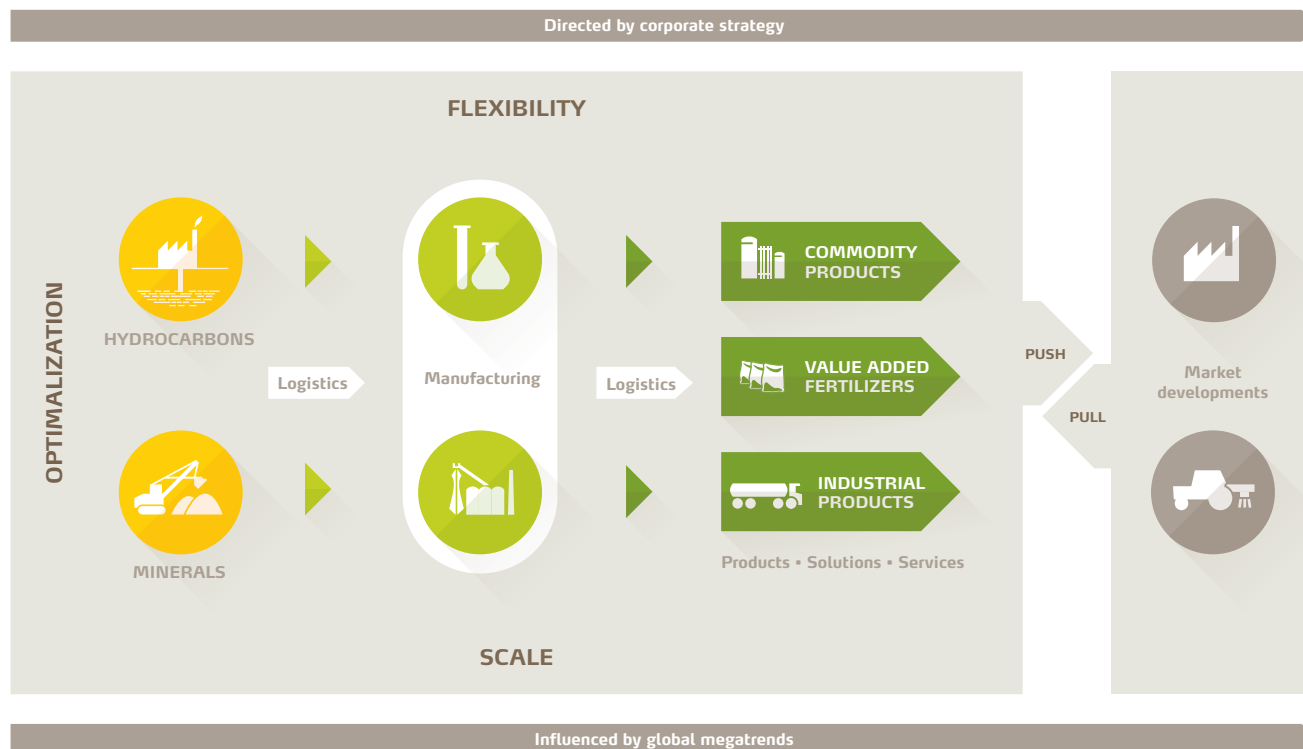 Directed by corporate strategy
FLEXIBILITY
OPTIMALIZATION
HYDROCARBONS
MINERALS
Logistics
Manufacturing
Logistics
COMMODITY
PRODUCTS
VALUE ADDED
FERTILIZERS
INDUSTRIAL
PRODUCTS
Products • Solutions • Services
PUSH
PULL
Market
developments
SCALE
Influenced by global megatrends